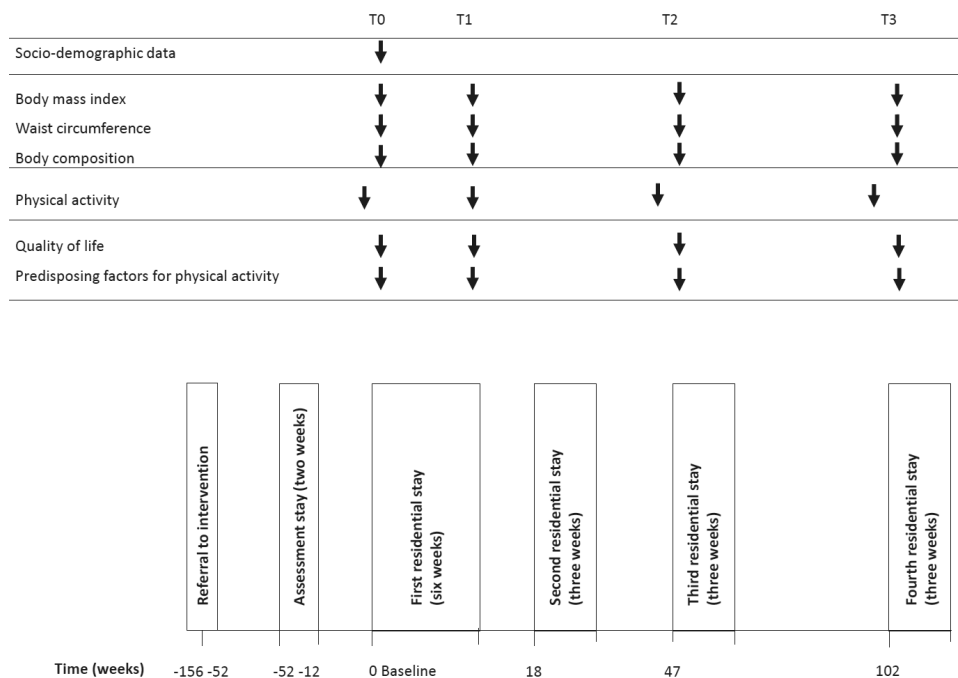 T0 T1 T2 T3
Socio-demographic data
Body mass index
Waist circumference
Body composition
Physical activity
Quality of life
Predisposing factors for physical activity
Referral to intervention
Assessment stay (two weeks)
First residential stay
(six weeks)
Second residential stay
(three weeks)
Third residential stay
(three weeks)
Fourth residential stay
(three weeks)
Time (weeks) -156 -52 -52 -12 0 Baseline 18 47 102